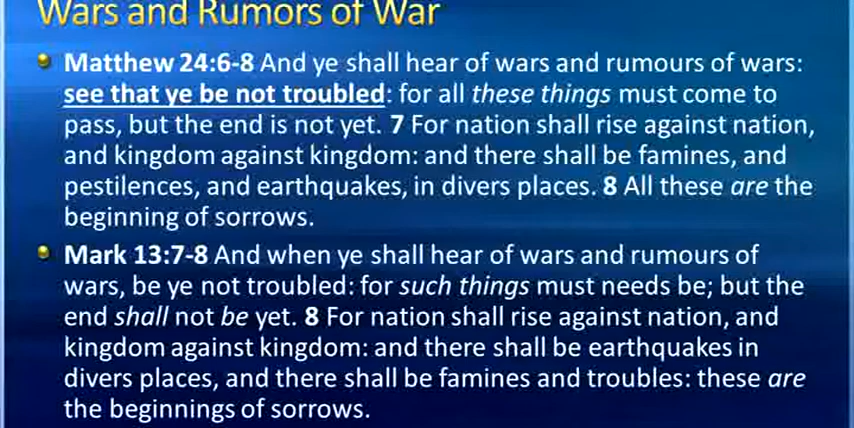 Wars and Rumors of War
Matthew 24:6-8 And ye shall hear of wars and rumours of wars:
see that ye be not troubled: for all these things must come to
pass, but the end is not yet. 7 For nation shall rise against nation,
and kingdom against kingdom: and there shall be famines, and
pestilences, and earthquakes, in divers places. 8 All these are the
beginning of sorrows.
Mark 13:7-8 And when ye shall hear of wars and rumours of
wars, be ye not troubled: for such things must needs be; but the
end shall not be yet. 8 For nation shall rise against nation, and
kingdom against kingdom: and there shall be earthquakes in
divers places, and there shall be famines and troubles: these are
the beginnings of sorrows.